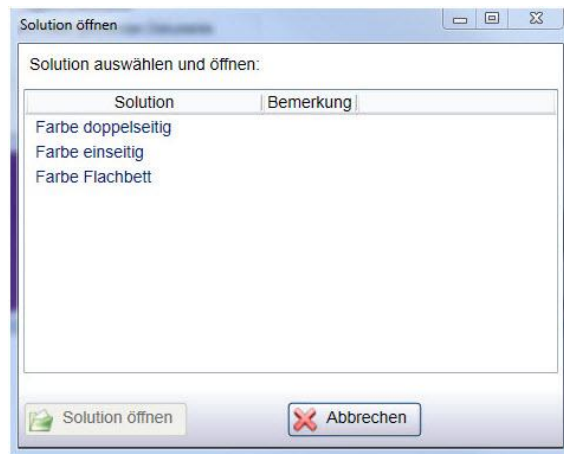 Solution öffnen
Solution auswählen und öffnen:
Solution Bemerkung
Farbe doppelseitig
Farbe einseitig
Farbe Flachbett
Solution öffnen Abbrechen